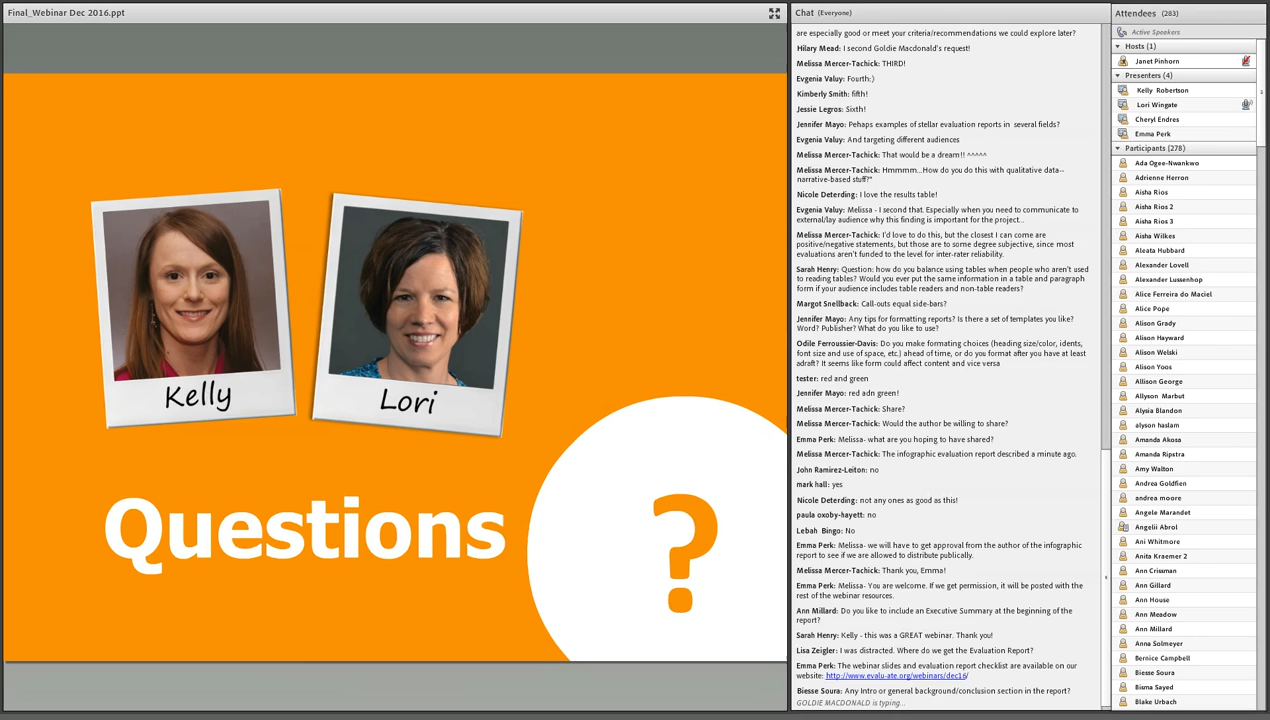 Final_Webinar Dec 2016.ppt
Kelly
Lori
Questions
?
Chat (Everyone)
are especially good or meet your criteria/recommendations we could explore later?
Hilary Mead: I second Goldie Macdonald's request!
Melissa Mercer-Tachick: THIRD!
Evgenia Valuy: Fourth;)
Kimberly Smith: fifth!
Jessie Legros: Sixth!
Jennifer Mayo: Pehaps examples of stellar evaluation reports in several fields?
Evgenia Valuy: And targeting different audiences
Melissa Mercer-Tachick: That would be a dream!! ^^^^^
Melissa Mercer-Tachick: Hmmmm...How do you do this with qualitative data--
narrative-based stuff?"
Nicole Deterding: I love the results table!
Evgenia Valuy: Melissa - I second that. Especially when you need to communicate to
external/lay audience why this finding is important for the project...
Melissa Mercer-Tachick: I'd love to do this, but the closest I can come are
positive/negative statements, but those are to some degree subjective, since most
evaluations aren't funded to the level for inter-rater reliability.
Sarah Henry: Question: how do you balance using tables when people who aren't used
to reading tables? Would you ever put the same information in a table and paragraph
form if your audience includes table readers and non-table readers?
Margot Snellback: Call-outs equal side-bars?
Jennifer Mayo: Any tips for formatting reports? Is there a set of templates you like?
Word? Publisher? What do you like to use?
Odile Ferroussier-Davis: Do you make formating choices (heading size/color, idents,
font size and use of space, etc.) ahead of time, or do you format after you have at least
adraft? It seems like form could affect content and vice versa
tester: red and green
Jennifer Mayo: red adn green!
Melissa Mercer-Tachick: Share?
Melissa Mercer-Tachick: Would the author be willing to share?
Emma Perk: Melissa- what are you hoping to have shared?
Melissa Mercer-Tachick: The infographic evaluation report described a minute ago.
John Ramirez-Leiton: no
mark hall: yes
Nicole Deterding: not any ones as good as this!
paula oxoby-hayett: no
Lebah Bingo: No
Emma Perk: Melissa- we will have to get approval from the author of the infographic
report to see if we are allowed to distribute publically.
Melissa Mercer-Tachick: Thank you, Emma!
Emma Perk: Melissa- You are welcome. If we get permission, it will be posted with the
rest of the webinar resources.
Ann Millard: Do you like to include an Executive Summary at the beginning of the
report?
Sarah Henry: Kelly - this was a GREAT webinar. Thank you!
Lisa Zeigler: I was distracted. Where do we get the Evaluation Report?
Emma Perk: The webinar slides and evaluation report checklist are available on our
website: http://www.evalu-ate.org/webinars/dec16/
Biesse Soura: Any Intro or general background/conclusion section in the report?
GOLDIE MACDONALD is typing...
Attendees (283)
Active Speakers
Hosts (1)
Janet Pinhorn
Presenters (4)
Kelly Robertson
Lori Wingate
Cheryl Endres
Emma Perk
Participants (278)
Ada Ogee-Nwankwo
Adrienne Herron
Aisha Rios
Aisha Rios 2
Aisha Rios 3
Aisha Wilkes
Aleata Hubbard
Alexander Lovell
Alexander Lussenhop
Alice Ferreira do Maciel
Alice Pope
Alison Grady
Alison Hayward
Alison Welski
Alison Yoos
Allison George
Allyson Marbut
Alysia Blandon
alyson haslam
Amanda Akosa
Amanda Ripstra
Amy Walton
Andrea Goldfien
andrea moore
Angele Marandet
Angelii Abrol
Ani Whitmore
Anita Kraemer 2
Ann Crissman
Ann Gillard
Ann House
Ann Meadow
Ann Millard
Anna Solmeyer
Bernice Campbell
Biesse Soura
Bisma Sayed
Blake Urbach